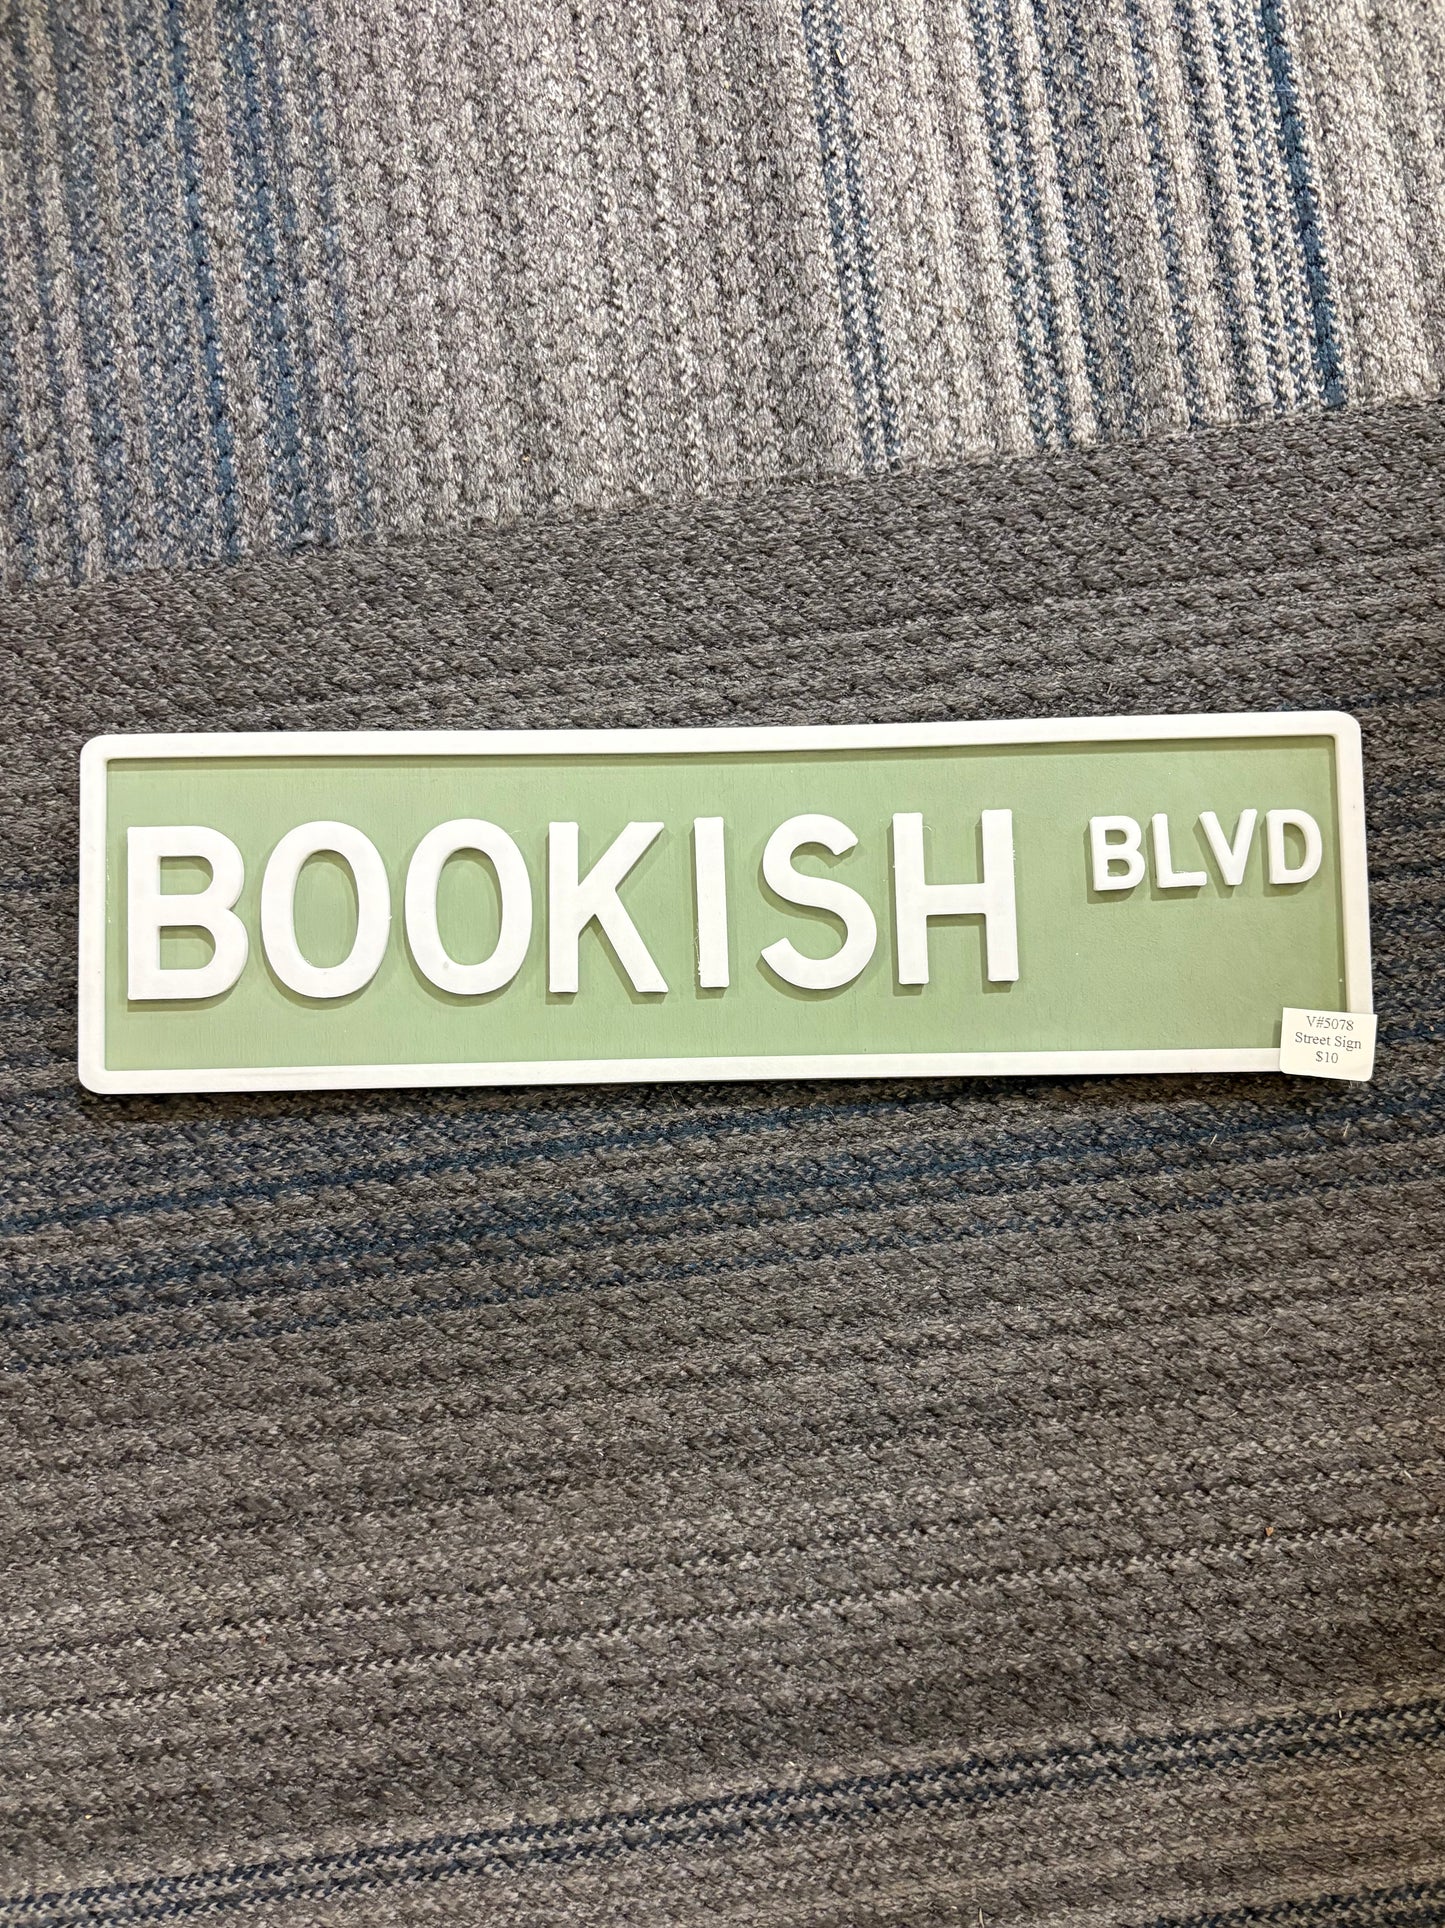 BOOKISH BLVD
V#5078
Street Sign
$10